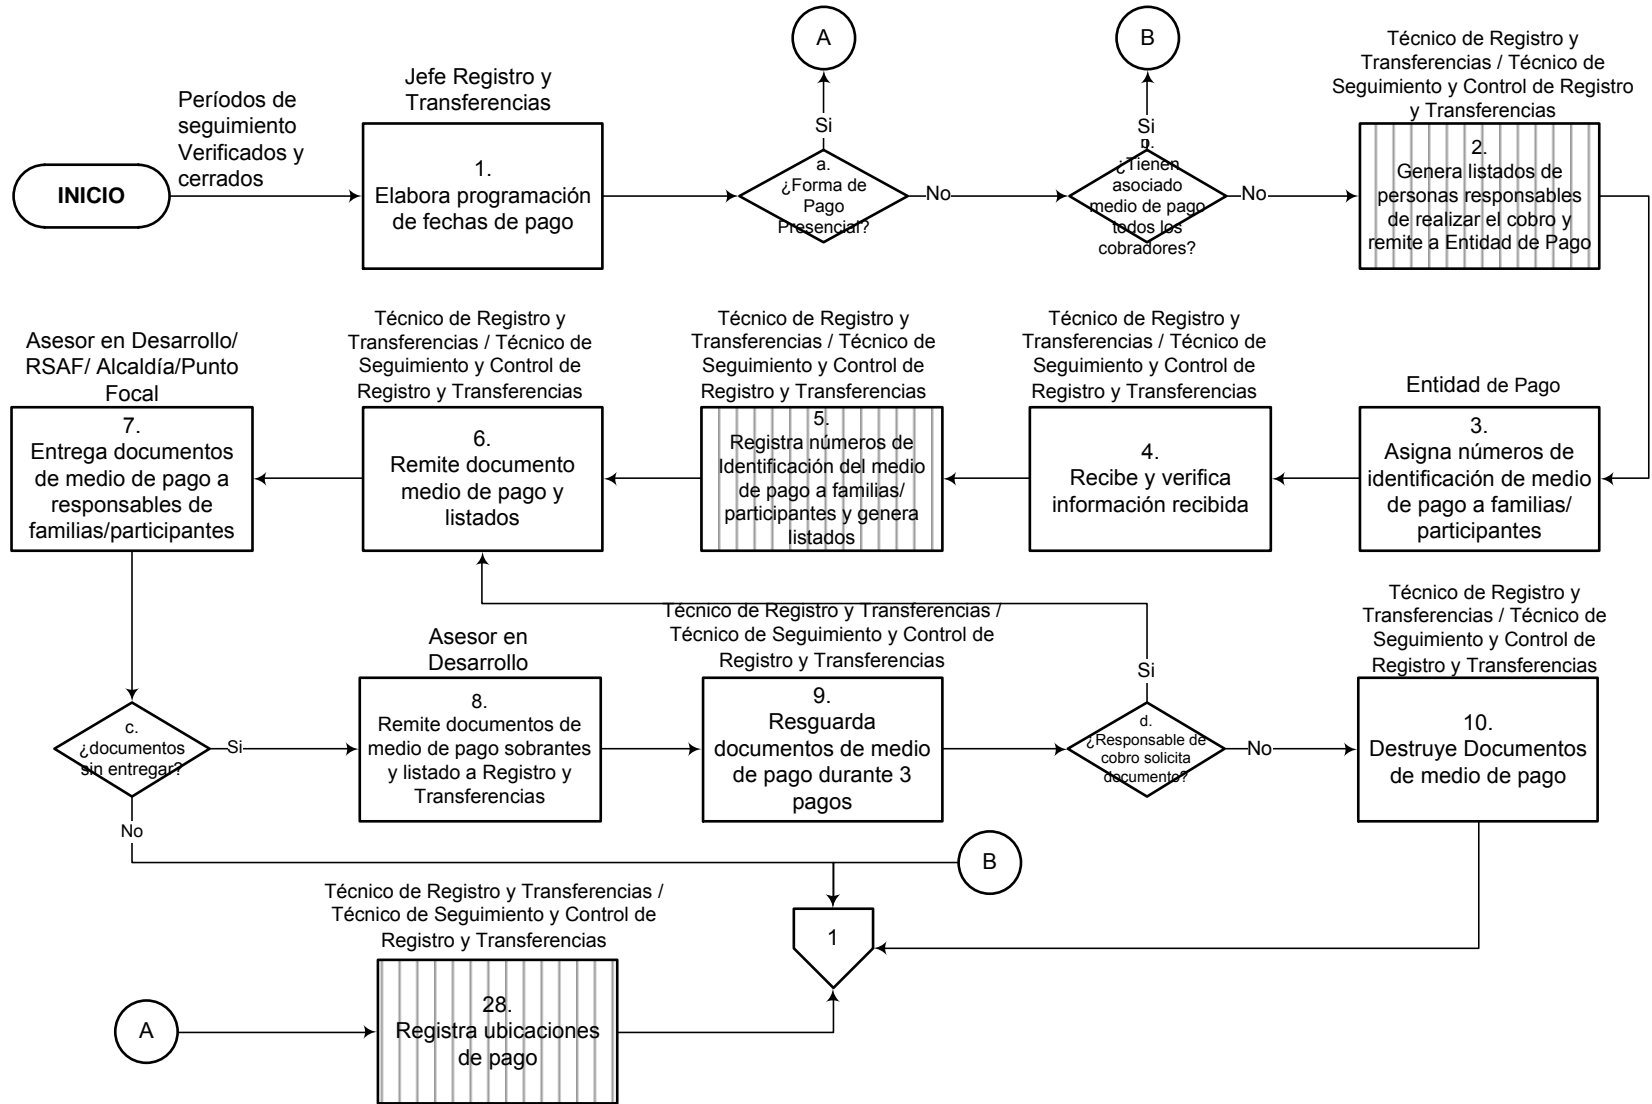 A
B
Técnico de Registro y
Transferencias / Técnico de
Seguimiento y Control de Registro
y Transferencias
Jefe Registro y
Transferencias
Períodos de
seguimiento
Verificados y
cerrados
Si
Si
INICIO
1.
Elabora programación
de fechas de pago
a.
¿Forma de
Pago
Presencial?
No
b.
¿Tienen
asociado
medio de pago
todos los
cobradores?
No
2.
Genera listados de
personas responsables
de realizar el cobro y
remite a Entidad de Pago
Asesor en Desarrollo/
RSAF/ Alcaldía/Punto
Focal
Técnico de Registro y
Transferencias / Técnico de
Seguimiento y Control de
Registro y Transferencias
Técnico de Registro y
Transferencias / Técnico de
Seguimiento y Control de
Registro y Transferencias
Técnico de Registro y
Transferencias / Técnico de
Seguimiento y Control de
Registro y Transferencias
Entidad de Pago
7.
Entrega documentos
de medio de pago a
responsables de
familias/participantes
6.
Remite documento
medio de pago y
listados
5.
Registra números de
Identificación del medio
de pago a familias/
participantes y genera
listados
4.
Recibe y verifica
información recibida
3.
Asigna números de
identificación de medio
de pago a familias/
participantes
Asesor en
Desarrollo
Técnico de Registro y Transferencias /
Técnico de Seguimiento y Control de
Registro y Transferencias
Si
Técnico de Registro y
Transferencias / Técnico de
Seguimiento y Control de
Registro y Transferencias
c.
¿documentos
sin entregar?
Si
8.
Remite documentos de
medio de pago sobrantes
y listado a Registro y
Transferencias
9.
Resguarda
documentos de medio
de pago durante 3
pagos
d.
¿Responsable de
cobro solicita
documento?
No
10.
Destruye Documentos
de medio de pago
No
B
Técnico de Registro y Transferencias /
Técnico de Seguimiento y Control de
Registro y Transferencias
1
A
28.
Registra ubicaciones
de pago